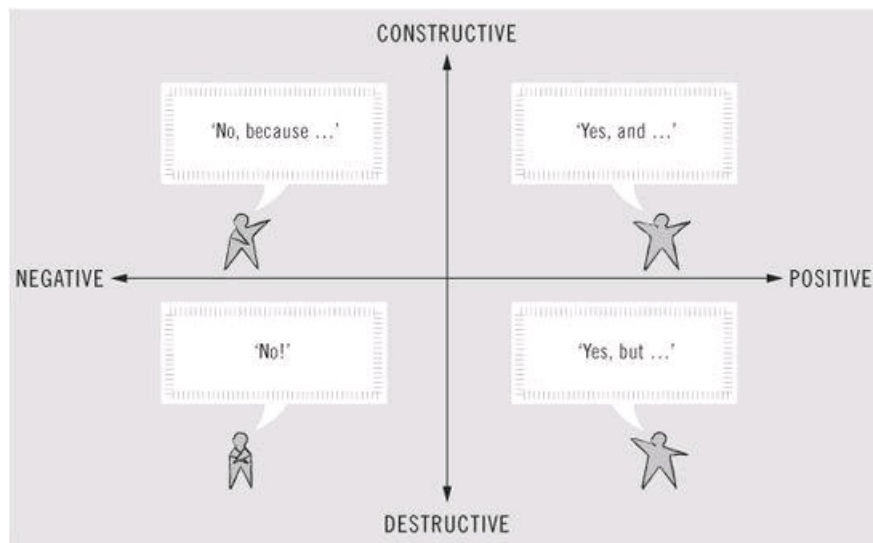 CONSTRUCTIVE
‘No, because ...’
‘Yes, and ...’
NEGATIVE
POSITIVE
‘No!’
‘Yes, but ...’
DESTRUCTIVE